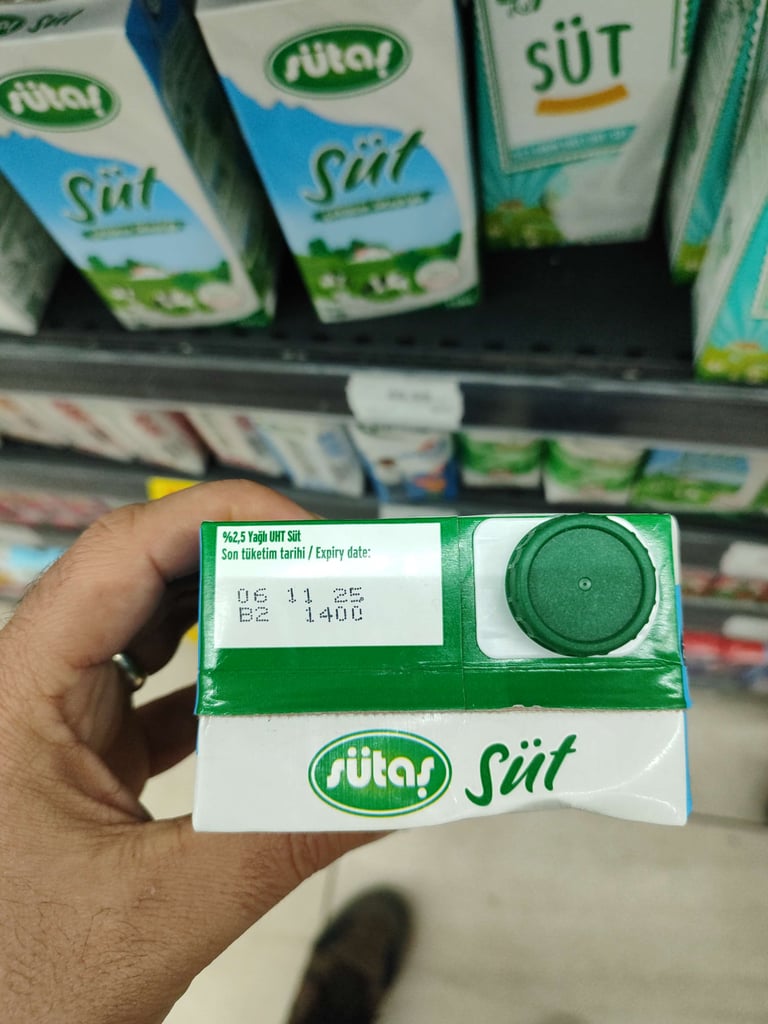 sütaş
Süt
sütaş
Süt
SÜT
%2,5 Yağlı UHT Süt
Son tüketim tarihi / Expiry date:
06 11 25
B2 1400
sütaş Süt